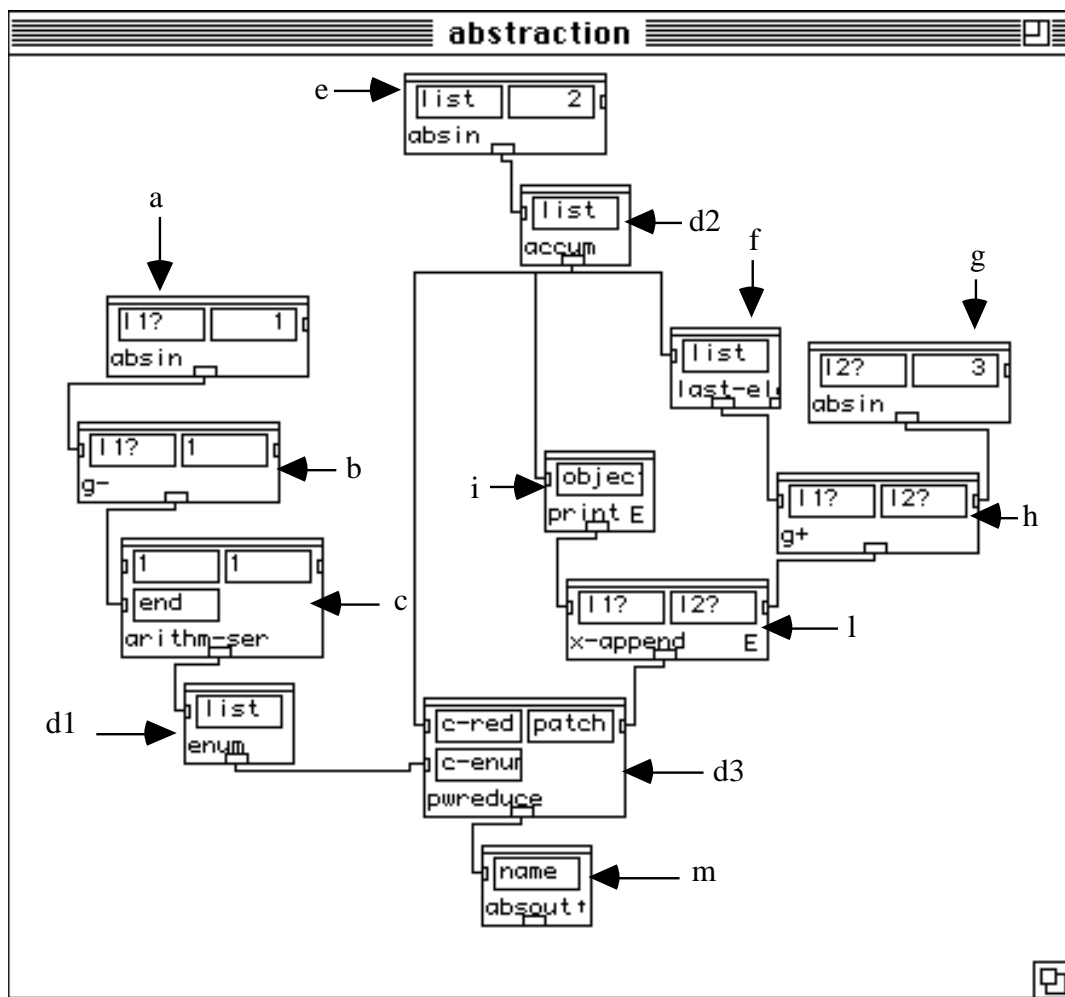 abstraction
e
list 2
absin
a
list
d2
accum
f
g
l1? 1
absin
list
last-el
l2? 3
absin
l1? 1
b
g-
objec
i
print E
l1? l2?
h
g+
1 1
end
c
arithm-ser
l1? l2?
l
x-append E
list
d1
enum
c-red patch
c-enum
d3
pwreduce
name
m
absout↑